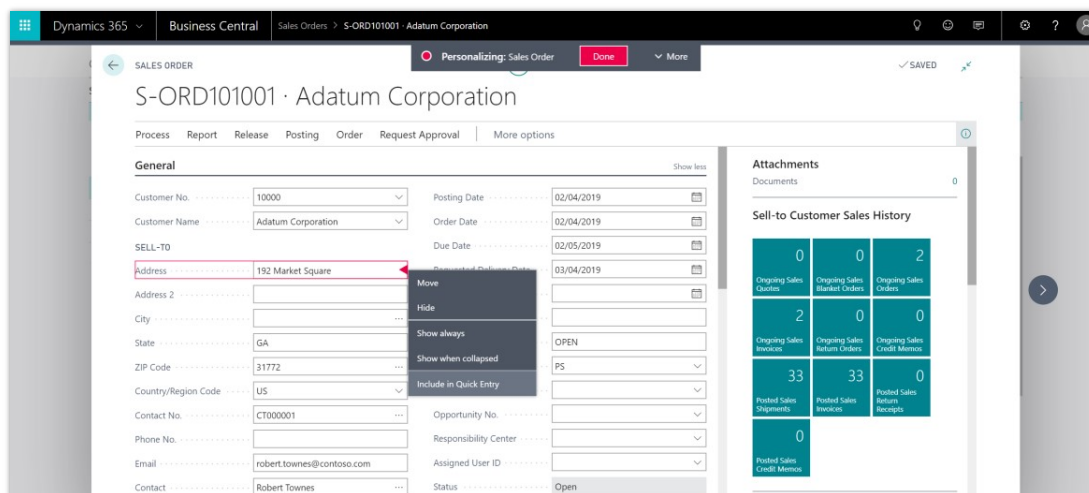 Dynamics 365 Business Central Sales Orders > S-ORD101001 · Adatum Corporation ?
Personalizing: Sales Order Done More
SALES ORDER
SAVED
S-ORD101001 · Adatum Corporation
Process Report Release Posting Order Request Approval More options
General Show less
Customer No. 10000
Customer Name Adatum Corporation
SELL-TO
Address 192 Market Square
Address 2
City
State GA
ZIP Code 31772
Country/Region Code US
Contact No. CT000001
Phone No.
Email robert.townes@contoso.com
Contact Robert Townes
Posting Date 02/04/2019
Order Date 02/04/2019
Due Date 02/05/2019
Requested Delivery Date 03/04/2019
Move
Hide
Show always
Show when collapsed
Include in Quick Entry
OPEN
PS
Opportunity No.
Responsibility Center
Assigned User ID
Status Open
Attachments
Documents 0
Sell-to Customer Sales History
0
Ongoing Sales
Quotes
0
Ongoing Sales
Blanket Orders
2
Ongoing Sales
Orders
2
Ongoing Sales
Invoices
0
Ongoing Sales
Return Orders
0
Ongoing Sales
Credit Memos
33
Posted Sales
Shipments
33
Posted Sales
Invoices
0
Posted Sales
Return
Receipts
0
Posted Sales
Credit Memos